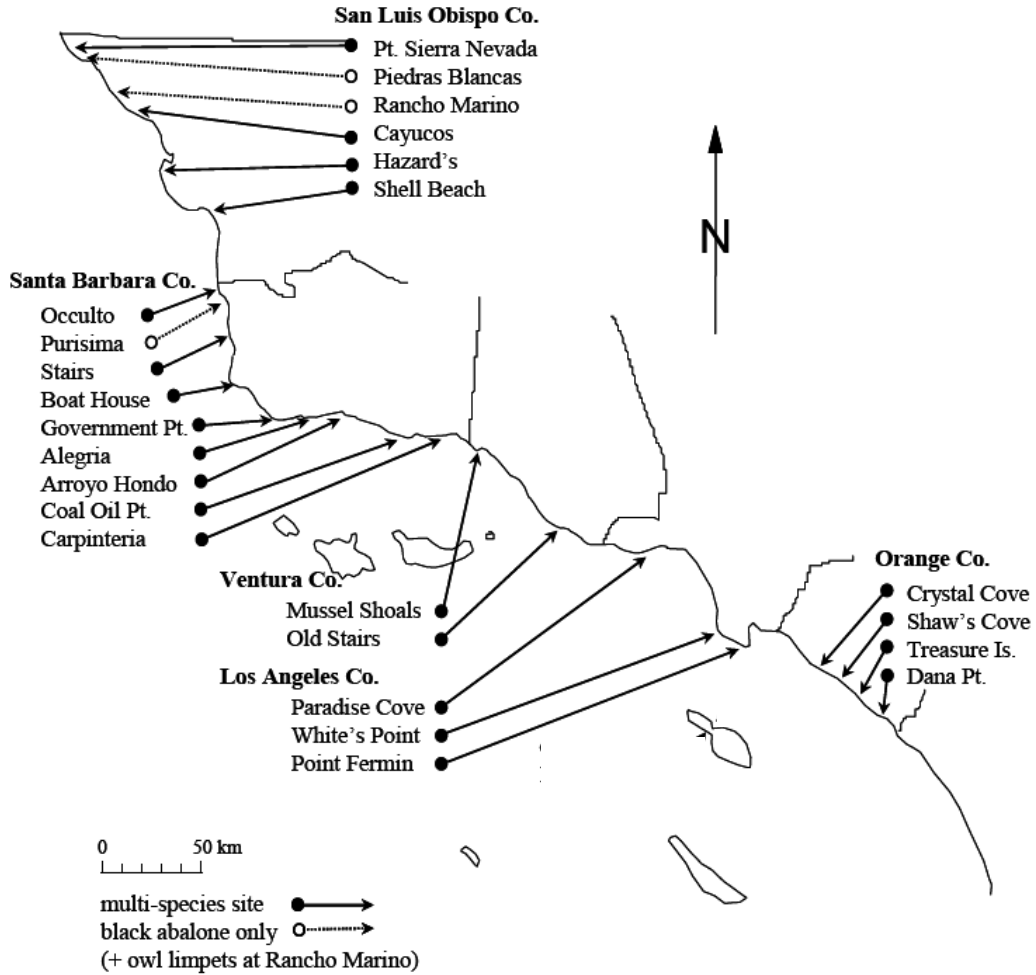 San Luis Obispo Co.
Pt. Sierra Nevada
Piedras Blancas
Rancho Marino
Cayucos
Hazard's
Shell Beach
N
Santa Barbara Co.
Occulto
Purisima
Stairs
Boat House
Government Pt.
Alegria
Arroyo Hondo
Coal Oil Pt.
Carpinteria
Ventura Co.
Mussel Shoals
Old Stairs
Los Angeles Co.
Paradise Cove
White's Point
Point Fermin
Orange Co.
Crystal Cove
Shaw's Cove
Treasure Is.
Dana Pt.
0 50 km
multi-species site
black abalone only
(+ owl limpets at Rancho Marino)